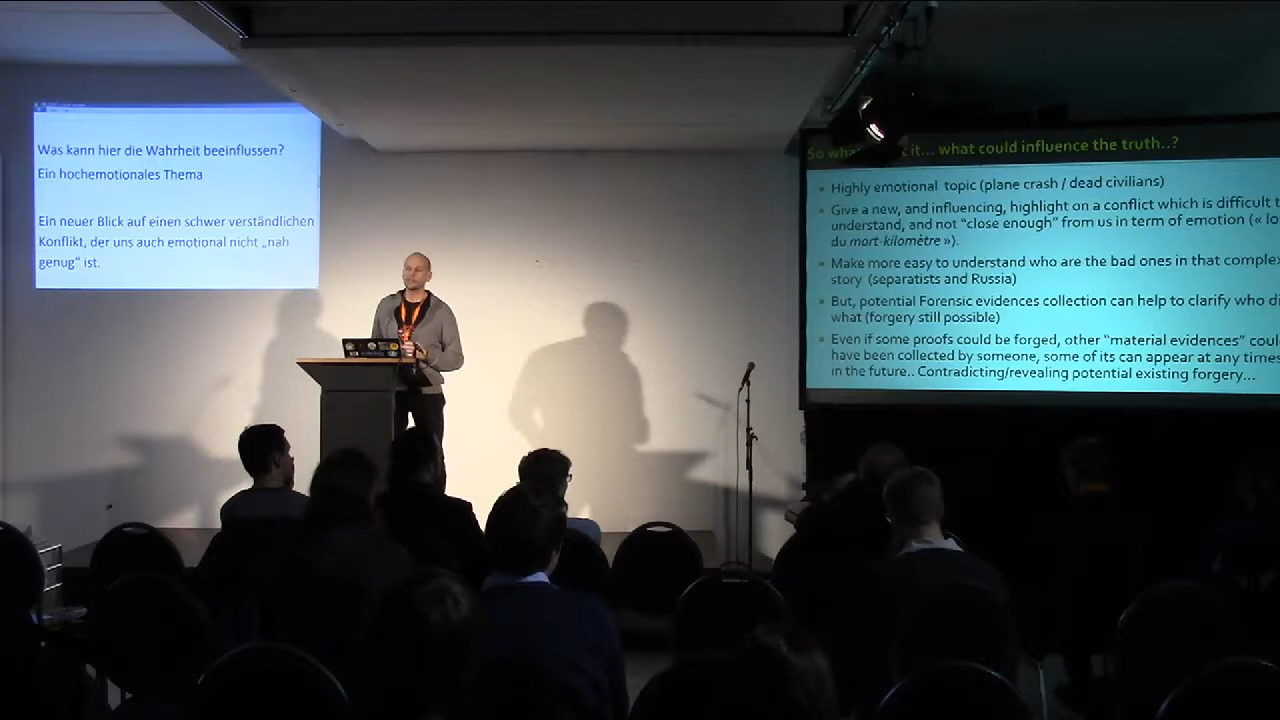 Was kann hier die Wahrheit beeinflussen?
Ein hochemotionales Thema
Ein neuer Blick auf einen schwer verständlichen
Konflikt, der uns auch emotional nicht „nah
genug“ ist.
So it... what could influence the truth..?
Highly emotional topic (plane crash / dead civilians)
Give a new, and influencing, highlight on a conflict which is difficult
understand, and not “close enough” from us in term of emotion («
du mort-kilomètre »).
Make more easy to understand who are the bad ones in that
story (separatists and Russia)
But, potential Forensic evidences collection can help to clarify who
what (forgery still possible)
Even if some proofs could be forged, other “material evidences”
have been collected by someone, some of its can appear at any times
in the future.. Contradicting/revealing potential existing forgery...